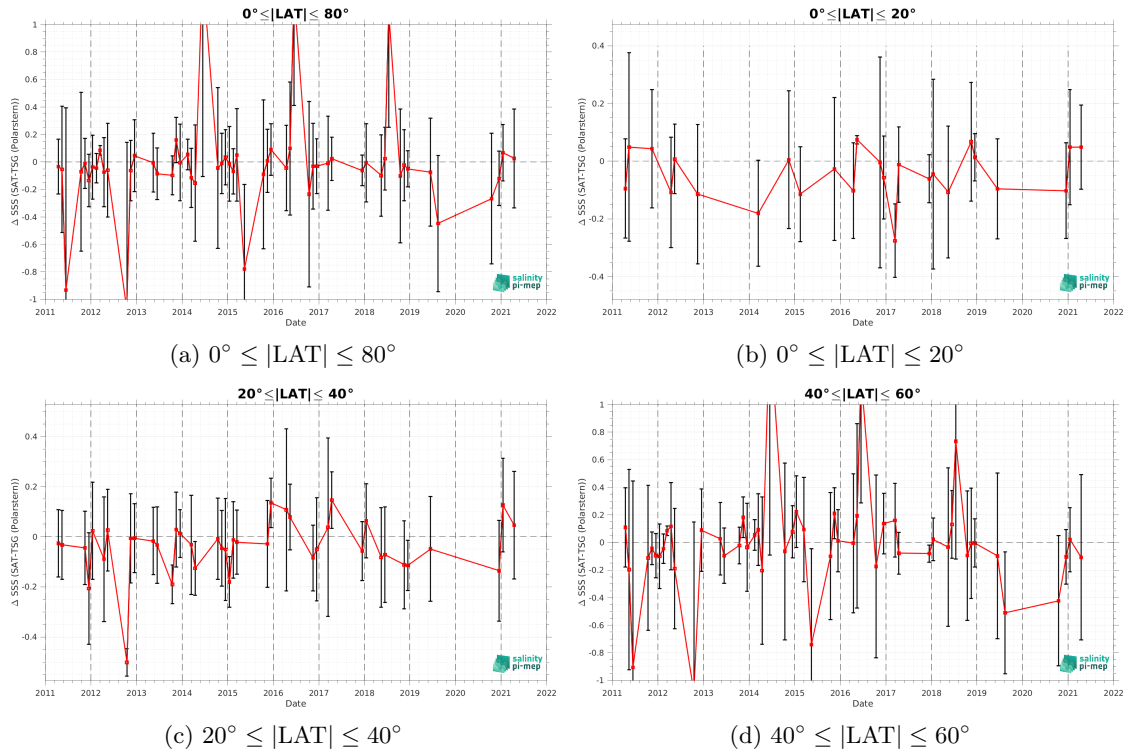 0°≤|LAT|≤ 80°
Δ SSS (SAT-TSG (Polarstern))
1
0.8
0.6
0.4
0.2
0
-0.2
-0.4
-0.6
-0.8
-1
2011 2012 2013 2014 2015 2016 2017 2018 2019 2020 2021 2022
Date
salinity
pi-mep
(a) 0° ≤ |LAT| ≤ 80°
0°≤|LAT|≤ 20°
Δ SSS (SAT-TSG (Polarstern))
0.4
0.2
0
-0.2
-0.4
2011 2012 2013 2014 2015 2016 2017 2018 2019 2020 2021 2022
Date
salinity
pi-mep
(b) 0° ≤ |LAT| ≤ 20°
20°≤|LAT|≤ 40°
Δ SSS (SAT-TSG (Polarstern))
0.4
0.2
0
-0.2
-0.4
2011 2012 2013 2014 2015 2016 2017 2018 2019 2020 2021 2022
Date
salinity
pi-mep
(c) 20° ≤ |LAT| ≤ 40°
40°≤|LAT|≤ 60°
Δ SSS (SAT-TSG (Polarstern))
1
0.8
0.6
0.4
0.2
0
-0.2
-0.4
-0.6
-0.8
-1
2011 2012 2013 2014 2015 2016 2017 2018 2019 2020 2021 2022
Date
salinity
pi-mep
(d) 40° ≤ |LAT| ≤ 60°